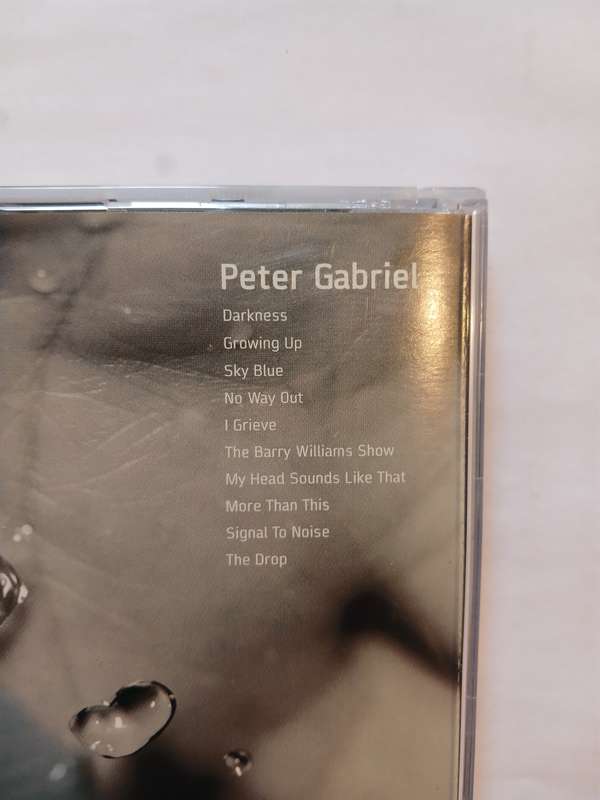 Peter Gabriel
Darkness
Growing Up
Sky Blue
No Way Out
I Grieve
The Barry Williams Show
My Head Sounds Like That
More Than This
Signal To Noise
The Drop